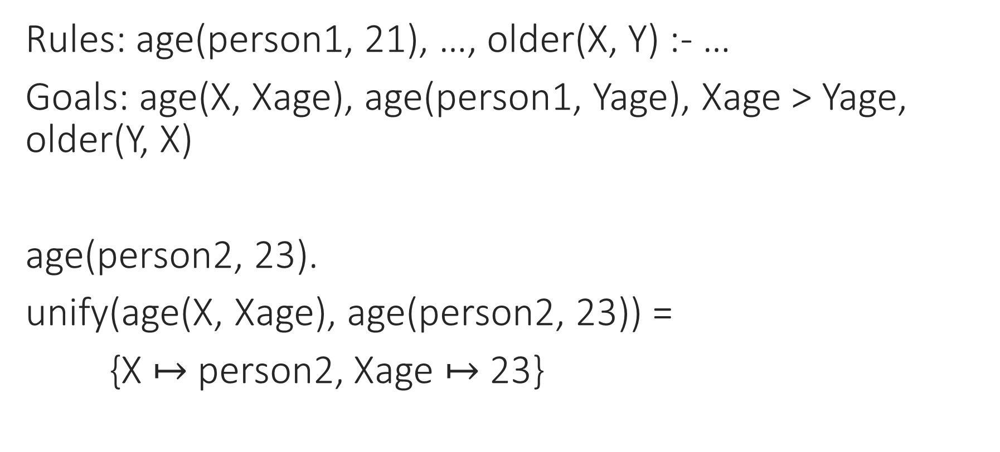 Rules: age(person1, 21), ..., older(X, Y) :- ...
Goals: age(X, Xage), age(person1, Yage), Xage > Yage,
older(Y, X)
age(person2, 23).
unify(age(X, Xage), age(person2, 23)) =
{X ↦ person2, Xage ↦ 23}